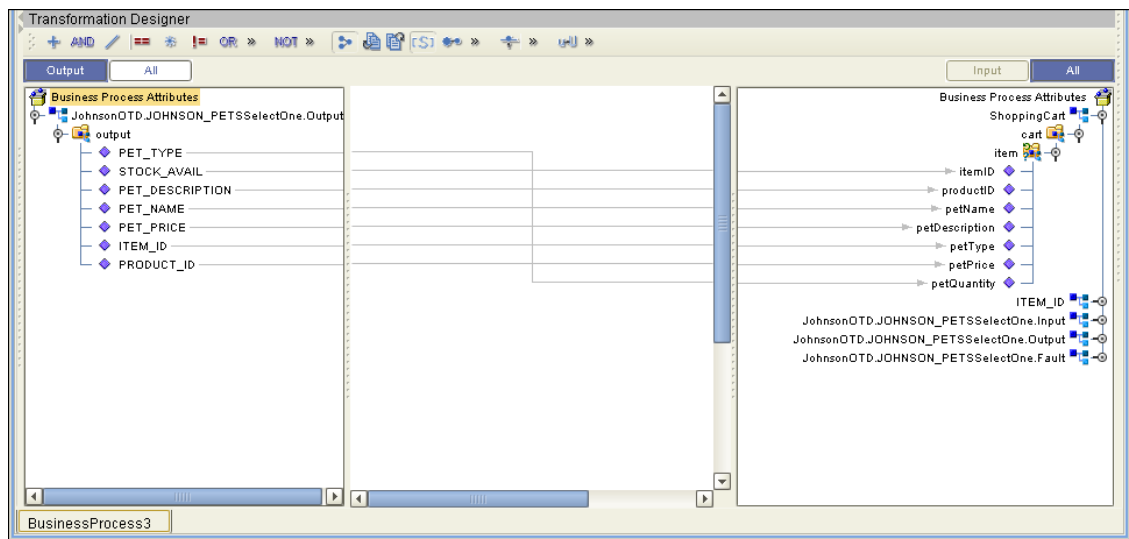 Transformation Designer
+ AND / == != OR » NOT » [S] » » »
Output All Input All
Business Process Attributes
JohnsonOTD.JOHNSON_PETSSelectOne.Output
output
PET_TYPE
STOCK_AVAIL
PET_DESCRIPTION
PET_NAME
PET_PRICE
ITEM_ID
PRODUCT_ID
Business Process Attributes
ShoppingCart
cart
item
itemID
productID
petName
petDescription
petType
petPrice
petQuantity
ITEM_ID
JohnsonOTD.JOHNSON_PETSSelectOne.Input
JohnsonOTD.JOHNSON_PETSSelectOne.Output
JohnsonOTD.JOHNSON_PETSSelectOne.Fault
BusinessProcess3